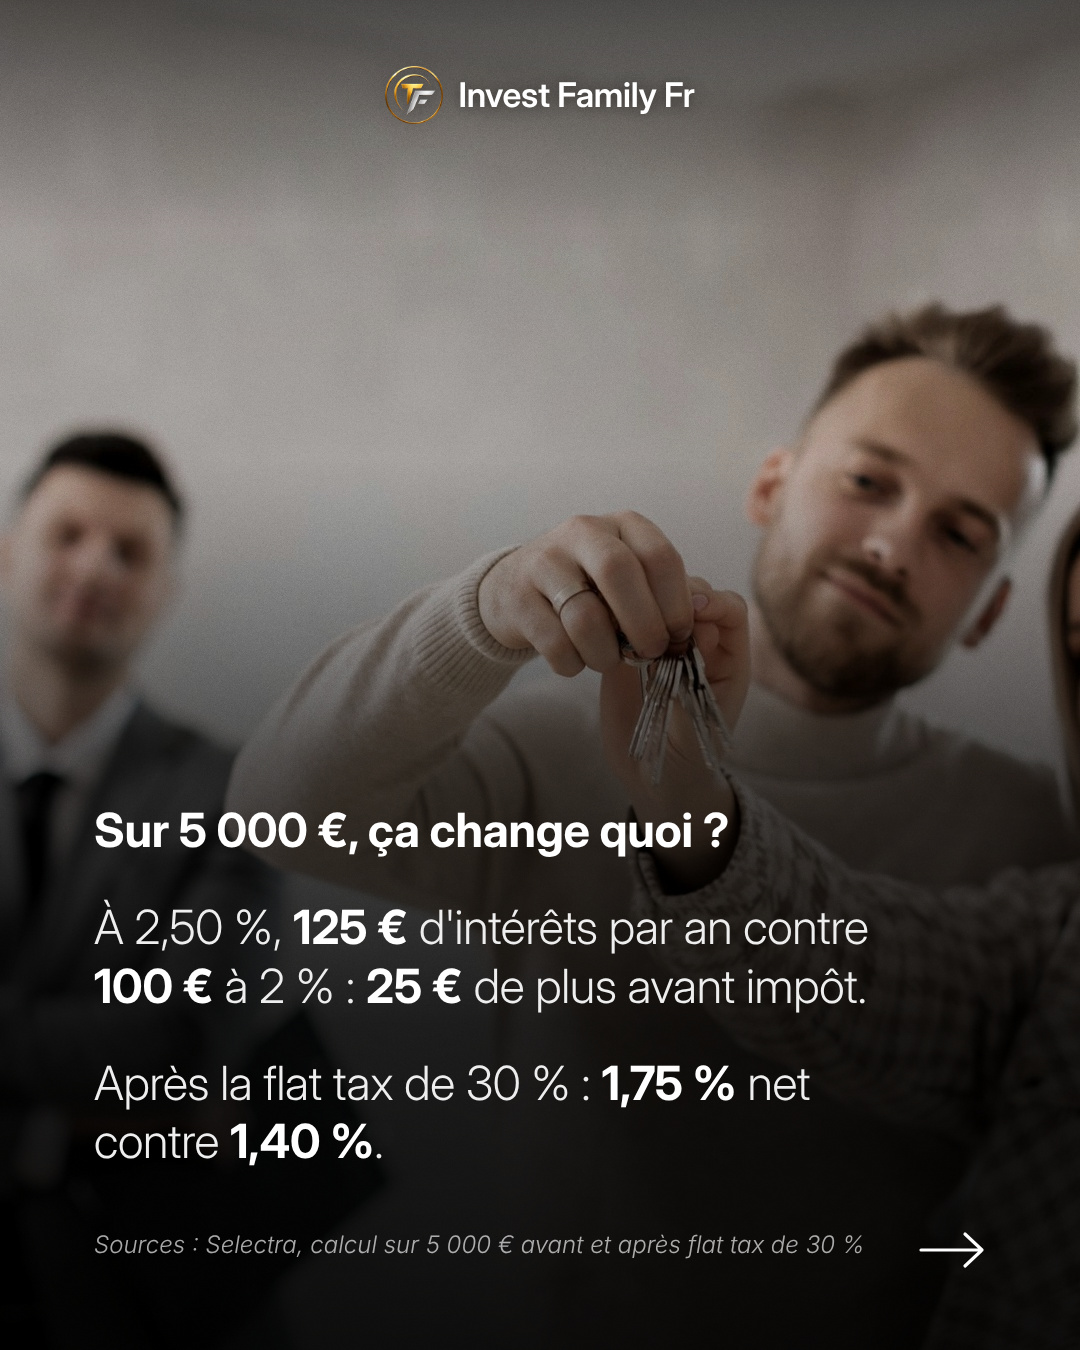 Invest Family Fr
Sur 5 000 €, ça change quoi ?
À 2,50 %, 125 € d'intérêts par an contre
100 € à 2 % : 25 € de plus avant impôt.
Après la flat tax de 30 % : 1,75 % net
contre 1,40 %.
Sources : Selectra, calcul sur 5 000 € avant et après flat tax de 30 %